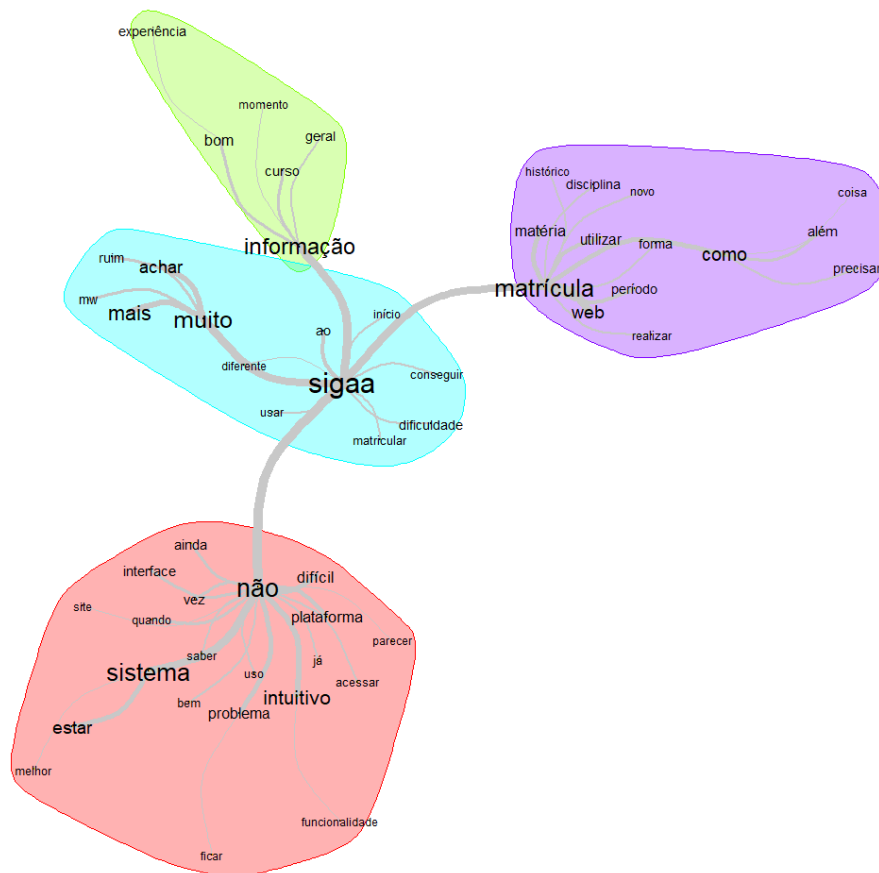 experiência
momento
bom
geral
curso
informação
histórico
disciplina
novo
coisa
matéria
utilizar
forma
além
como
precisar
matrícula
período
web
realizar
ruim
achar
mw
mais
muito
início
ao
diferente
sigaa
conseguir
usar
dificuldade
matricular
ainda
interface
não
difícil
vez
site
quando
plataforma
parecer
saber
já
sistema
uso
acessar
bem
intuitivo
problema
estar
melhor
funcionalidade
ficar